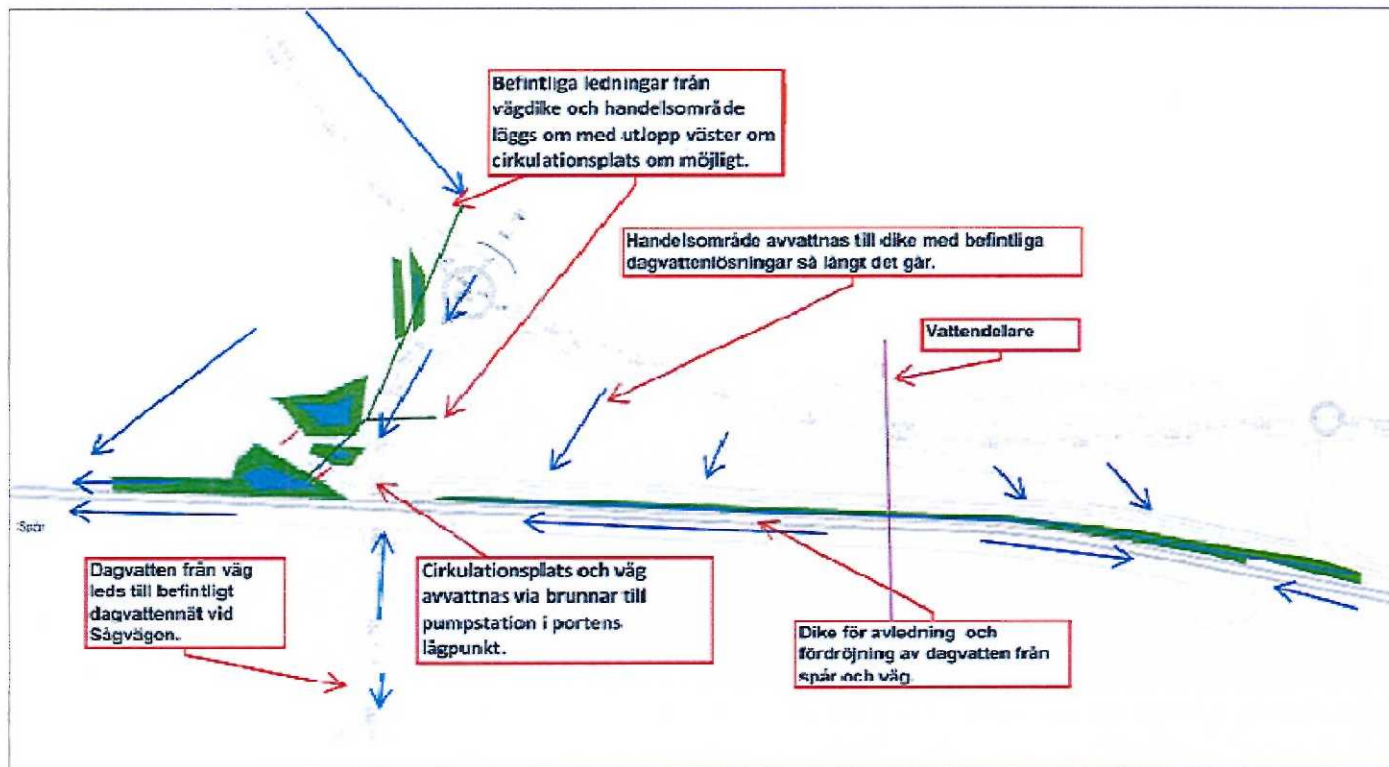 Befintliga ledningar från
vägdike och handelsområde
läggs om med utlopp väster om
cirkulationsplats om möjligt.
Handelsområde avvattnas till dike med befintliga
dagvattenlösningar så långt det går.
Vattendelare
Spår
Dagvatten från väg
leds till befintligt
dagvattennät vid
Sågvägen.
Cirkulationsplats och väg
avvattnas via brunnar till
pumpstation i portens
lågpunkt.
Dike för avledning och
fördröjning av dagvatten från
spår och väg.